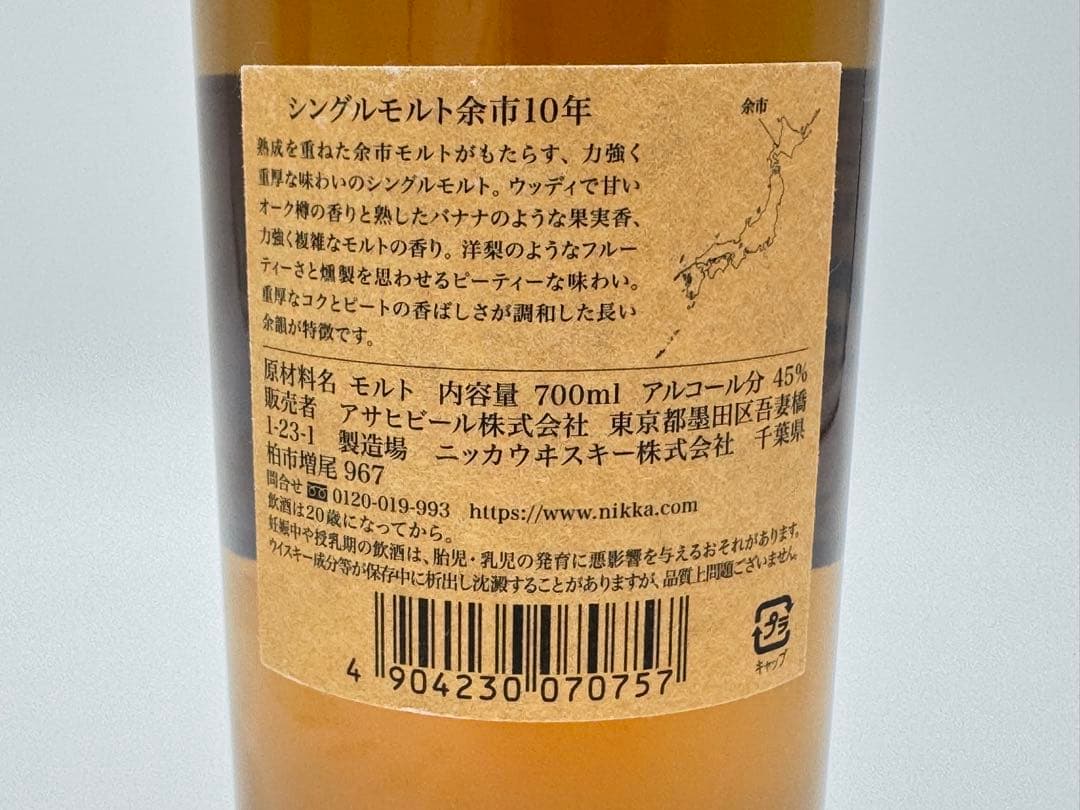 シングルモルト余市10年
余市
熟成を重ねた余市モルトがもたらす、力強く
重厚な味わいのシングルモルト。ウッディで甘い
オーク樽の香りと熟したバナナのような果実香、
力強く複雑なモルトの香り。洋梨のようなフルー
ティーさと燻製を思わせるピーティーな味わい。
重厚なコクとピートの香ばしさが調和した長い
余韻が特徴です。
原材料名 モルト 内容量 700ml アルコール分 45%
販売者 アサヒビール株式会社 東京都墨田区吾妻橋
1-23-1 製造場 ニッカウヰスキー株式会社 千葉県
柏市増尾 967
問合せ 0120-019-993 https://www.nikka.com
飲酒は20歳になってから。
妊娠中や授乳期の飲酒は、胎児・乳児の発育に悪影響を与えるおそれがあります。
ウイスキー成分等が保存中に析出し沈澱することがありますが、品質上問題ございません。
4 904230 070757
プラ
キャップ